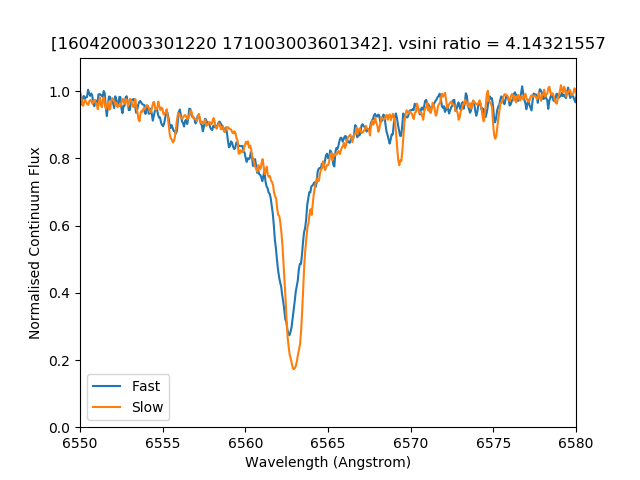 [160420003301220 171003003601342]. vsini ratio = 4.14321557
Normalised Continuum Flux
1.0
0.8
0.6
0.4
0.2
0.0
Fast
Slow
6550 6555 6560 6565 6570 6575 6580
Wavelength (Angstrom)